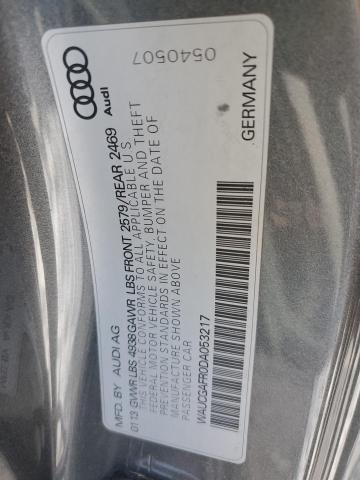 Audi
0540507
MFD. BY AUDI AG
01 13 GVWR LBS 4938 GAWR LBS FRONT 2579/REAR 2469
THIS VEHICLE CONFORMS TO ALL APPLICABLE U.S.
FEDERAL MOTOR VEHICLE SAFETY, BUMPER AND THEFT
PREVENTION STANDARDS IN EFFECT ON THE DATE OF
MANUFACTURE SHOWN ABOVE
PASSENGER CAR
WAUCGAFR0DA053217
GERMANY